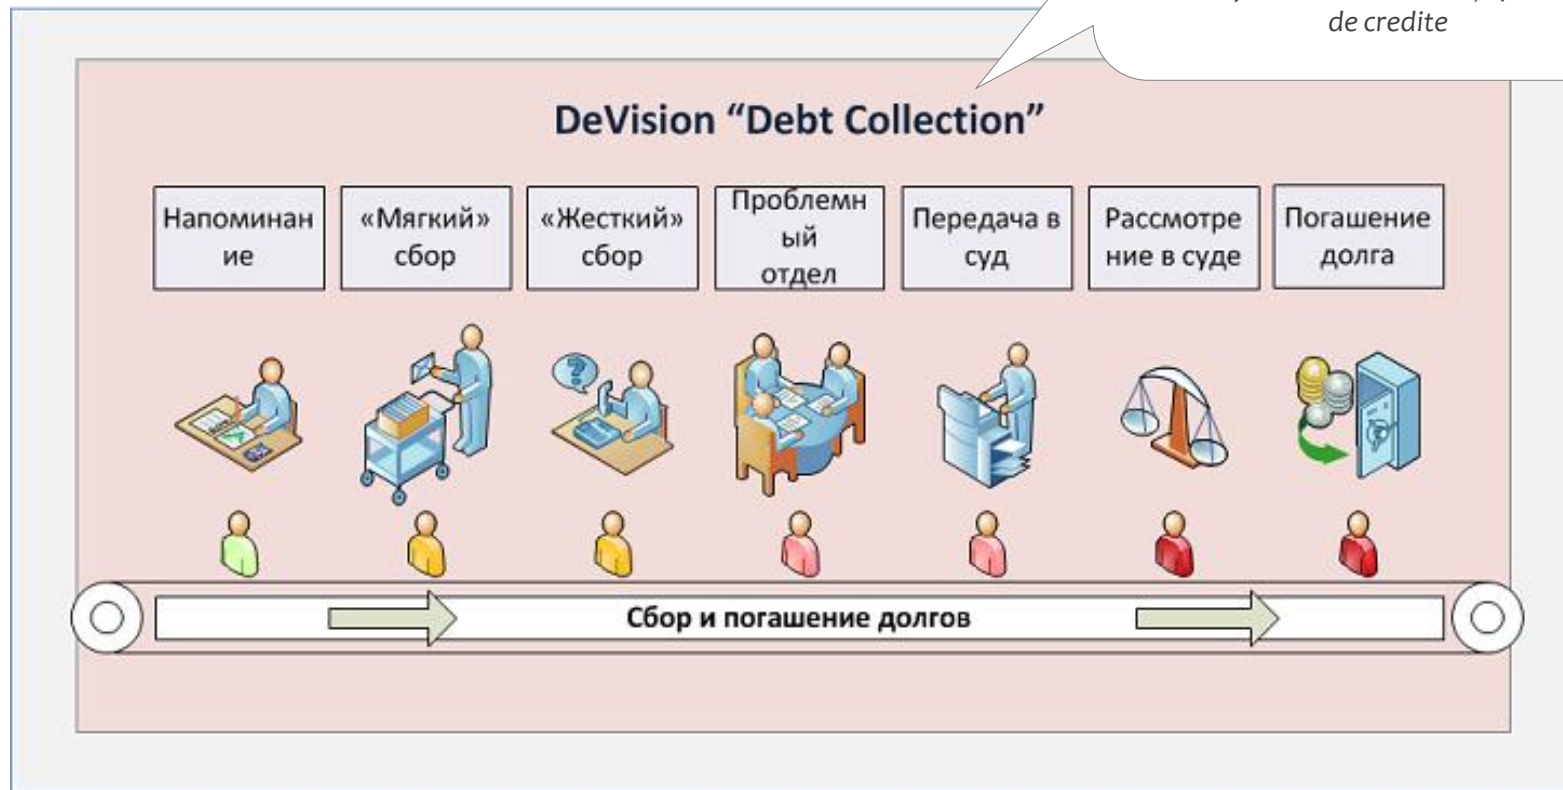 de credite
DeVision “Debt Collection”
Напоминан
ие
«Мягкий»
сбор
«Жесткий»
сбор
Проблемн
ый
отдел
Передача в
суд
Рассмотре
ние в суде
Погашение
долга
?
Сбор и погашение долгов